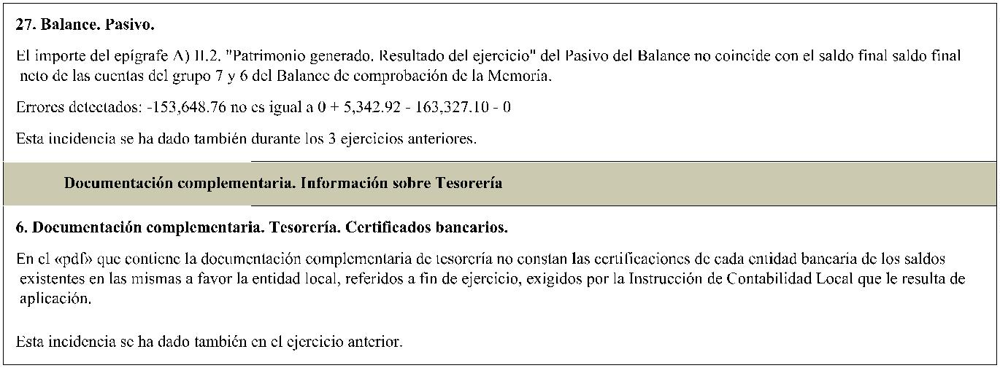 27. Balance. Pasivo.
El importe del epígrafe A) II.2. "Patrimonio generado. Resultado del ejercicio" del Pasivo del Balance no coincide con el saldo final saldo final
neto de las cuentas del grupo 7 y 6 del Balance de comprobación de la Memoria.
Errores detectados: -153,648.76 no es igual a 0 + 5,342.92 - 163,327.10 - 0
Esta incidencia se ha dado también durante los 3 ejercicios anteriores.
Documentación complementaria. Información sobre Tesorería
6. Documentación complementaria. Tesorería. Certificados bancarios.
En el «pdf» que contiene la documentación complementaria de tesorería no constan las certificaciones de cada entidad bancaria de los saldos
existentes en las mismas a favor la entidad local, referidos a fin de ejercicio, exigidos por la Instrucción de Contabilidad Local que le resulta de
aplicación.
Esta incidencia se ha dado también en el ejercicio anterior.